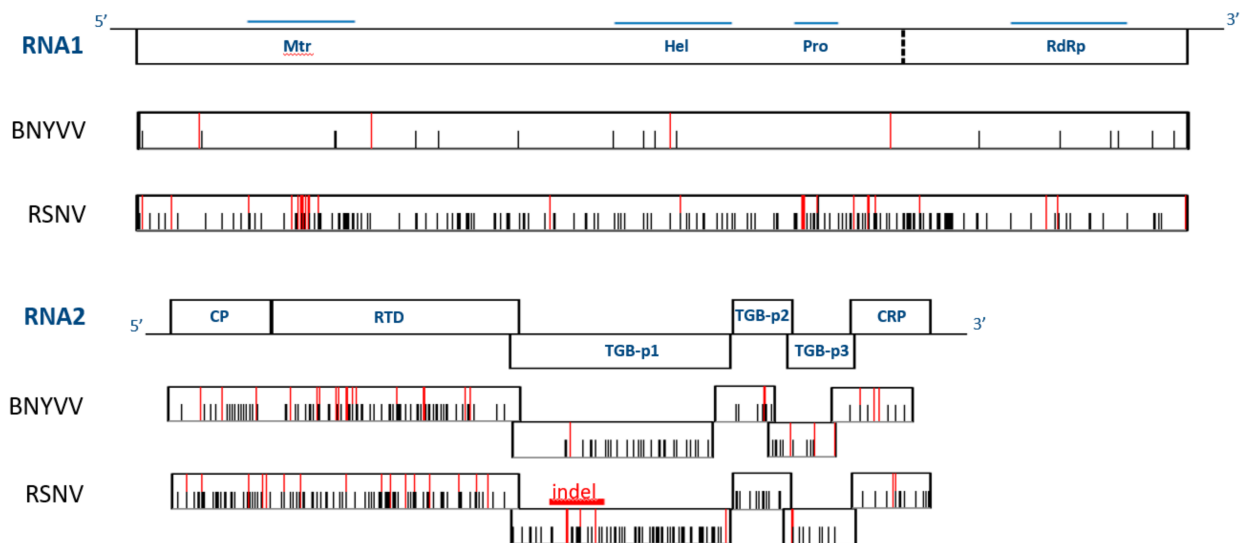 5’ 3’
RNA1 Mtr Hel Pro RdRp
BNYVV
RSNV
RNA2 5’ CP RTD TGB-p2 CRP 3’
TGB-p1 TGB-p3
BNYVV
RSNV indel